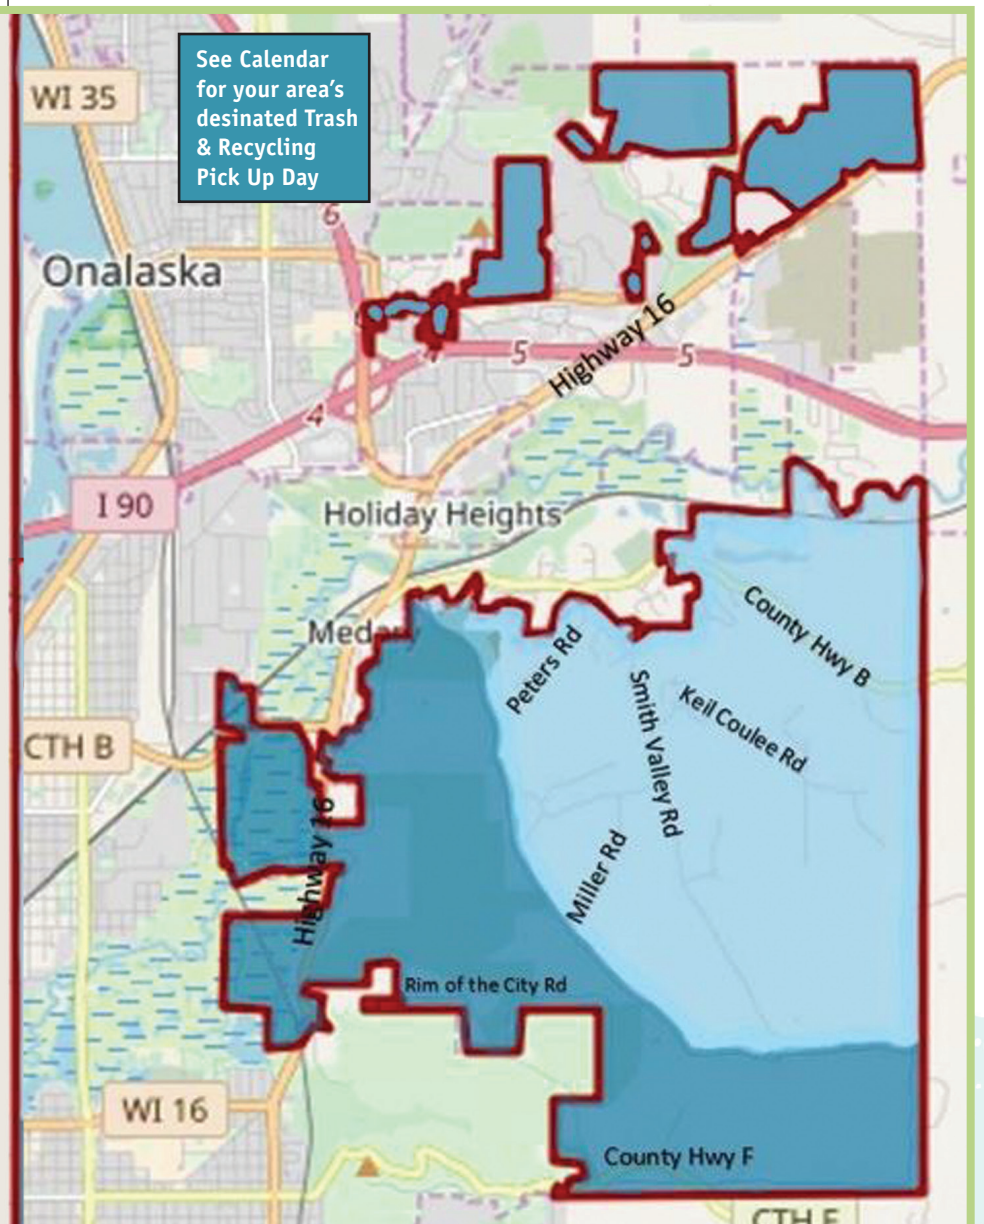 See Calendar
for your area's
desinated Trash
& Recycling
Pick Up Day
WI 35
6
Onalaska
Highway 16
5
5
4
I 90
Holiday Heights
Medary
County Hwy B
Peters Rd
Smith Valley Rd
Keil Coulee Rd
CTH B
Highway 16
Miller Rd
Rim of the City Rd
WI 16
County Hwy F
CTH F